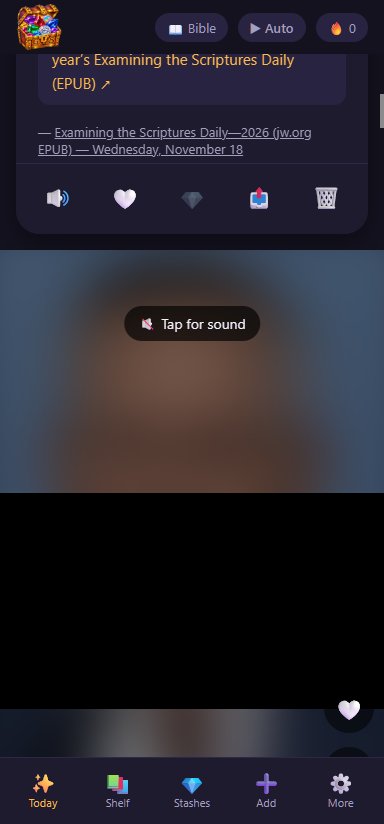 Bible
Auto
0
year's Examining the Scriptures Daily
(EPUB) ↗
— Examining the Scriptures Daily—2026 (jw.org
EPUB) — Wednesday, November 18
Tap for sound
Today
Shelf
Stashes
Add
More